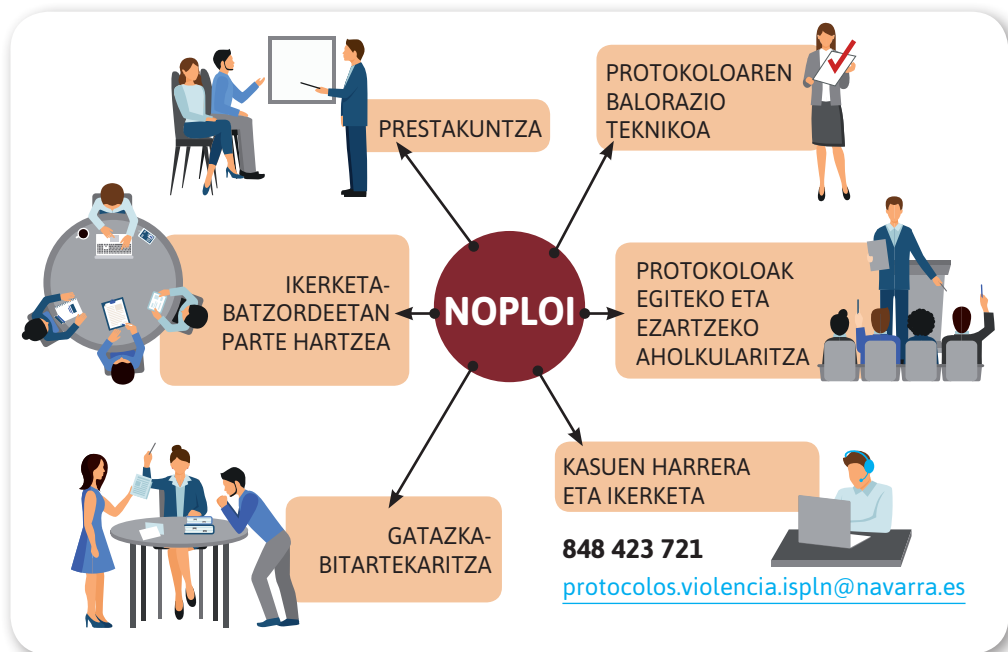 PRESTAKUNTZA
PROTOKOLOAREN
BALORAZIO
TEKNIKOA
IKERKETA-
BATZORDEETAN
PARTE HARTZEA
NOPLOI
PROTOKOLOAK
EGITEKO ETA
EZARTZEKO
AHOLKULARITZA
GATAZKA-
BITARTEKARITZA
KASUEN HARRERA
ETA IKERKETA
848 423 721
protocolos.violencia.ispln@navarra.es